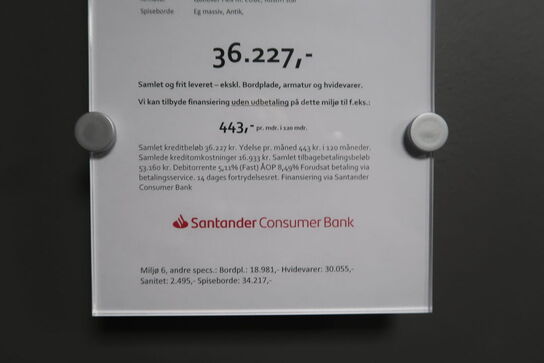 Spiseborde Eg massiv, Antik,
36.227,-
Samlet og frit leveret – ekskl. Bordplade, armatur og hvidevarer.
Vi kan tilbyde finansiering uden udbetaling på dette miljø til f.eks.:
443,- pr. mdr. i 120 mdr.
Samlet kreditbeløb 36.227 kr. Ydelse pr. måned 443 kr. i 120 måneder.
Samlede kreditomkostninger 16.933 kr. Samlet tilbagebetalingsbeløb
53.160 kr. Debitorrente 5,11% (Fast) ÅOP 8,49% Forudsat betaling via
betalingsservice. 14 dages fortrydelsesret. Finansiering via Santander
Consumer Bank
Santander Consumer Bank
Miljø 6, andre specs.: Bordpl.: 18.981,- Hvidevarer: 30.055,-
Sanitet: 2.495,- Spiseborde: 34.217,-